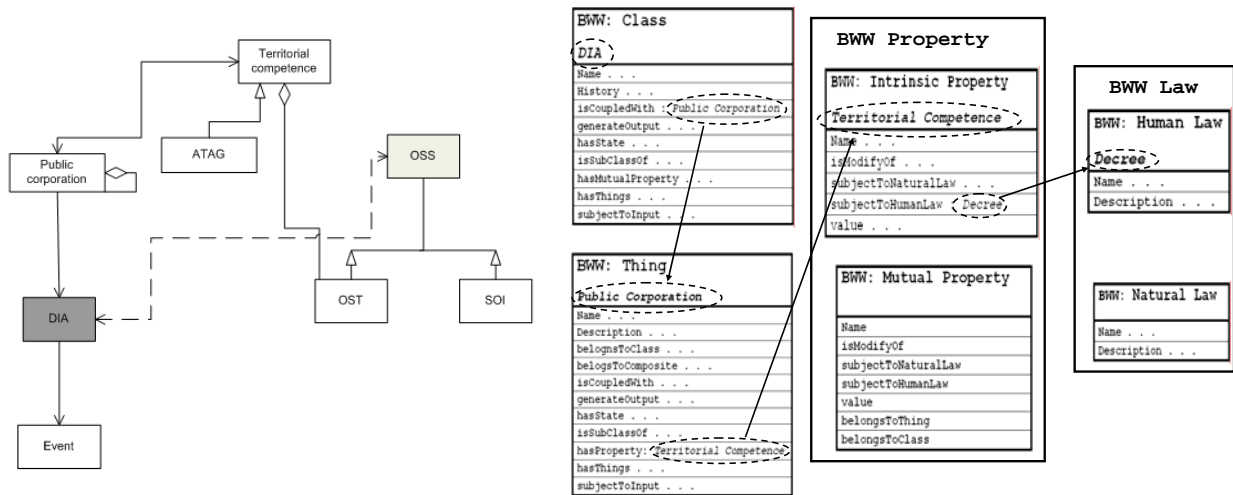 Territorial
competence
ATAG
OSS
Public
corporation
OST
SOI
DIA
Event
BWW: Class
DIA
Name . . .
History . . .
isCoupledWith : Public Corporation
generateOutput . . .
hasState . . .
isSubClassOf . . .
hasMutualProperty . . .
hasThings . . .
subjectToInput . . .
BWW: Thing
Public Corporation
Name . . .
Description . . .
belognsToClass . . .
belogsToComposite . . .
isCoupledWith . . .
generateOutput . . .
hasState . . .
isSubClassOf . . .
hasProperty: Territorial Competence
hasThings . . .
subjectToInput . . .
BWW Property
BWW: Intrinsic Property
Territorial Competence
Name . . .
isModifyOf . . .
subjectToNaturalLaw . . .
subjectToHumanLaw Decree
value . . .
BWW: Mutual Property
Name
isModifyOf
subjectToNaturalLaw
subjectToHumanLaw
value
belongsToThing
belongsToClass
BWW Law
BWW: Human Law
Decree
Name . . .
Description . . .
BWW: Natural Law
Name . . .
Description . . .